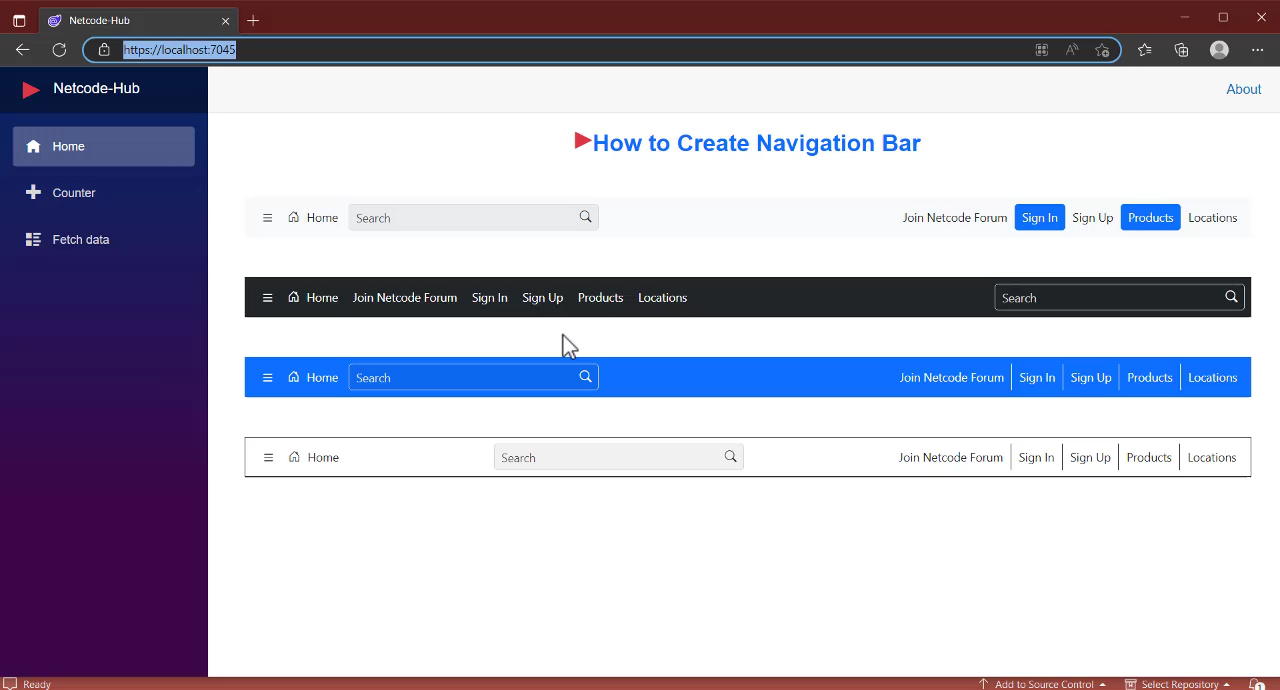 Netcode-Hub
https://localhost:7045
Netcode-Hub
About
Home
Counter
Fetch data
How to Create Navigation Bar
Home Search Join Netcode Forum Sign In Sign Up Products Locations
Home Join Netcode Forum Sign In Sign Up Products Locations Search
Home Search Join Netcode Forum Sign In Sign Up Products Locations
Home Search Join Netcode Forum Sign In Sign Up Products Locations
Ready Add to Source Control Select Repository 1